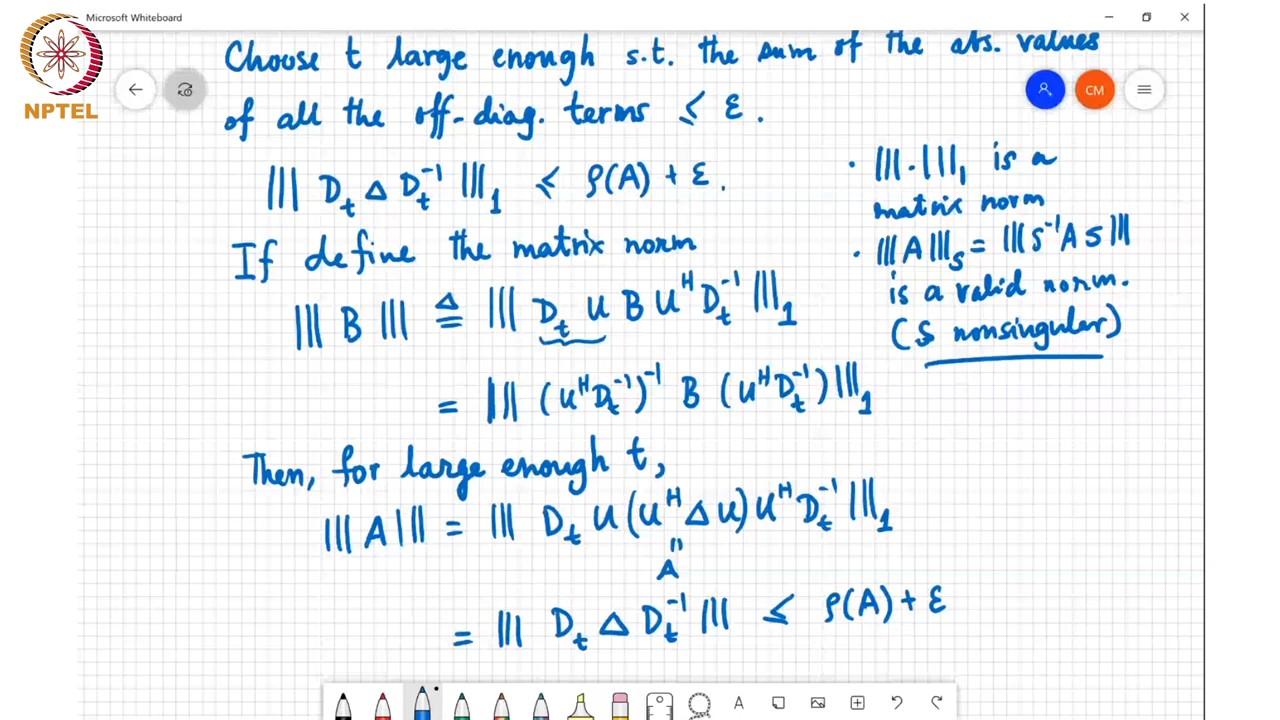 Microsoft Whiteboard
NPTEL
CM
Choose t large enough s.t. the sum of the abs. values
of all the off-diag. terms ≤ ε.
||| D_t Δ D_t^{-1} |||_1 ≤ ρ(A) + ε.
If define the matrix norm
||| B ||| ≜ ||| D_t U B U^H D_t^{-1} |||_1
= ||| (U^H D_t^{-1})^{-1} B (U^H D_t^{-1}) |||_1
· ||| · |||_1 is a
matrix norm
· ||| A |||_S = ||| S^{-1} A S |||
is a valid norm.
(S nonsingular)
Then, for large enough t,
||| A ||| = ||| D_t U (U^H Δ U) U^H D_t^{-1} |||_1
"
A
= ||| D_t Δ D_t^{-1} ||| ≤ ρ(A) + ε
A